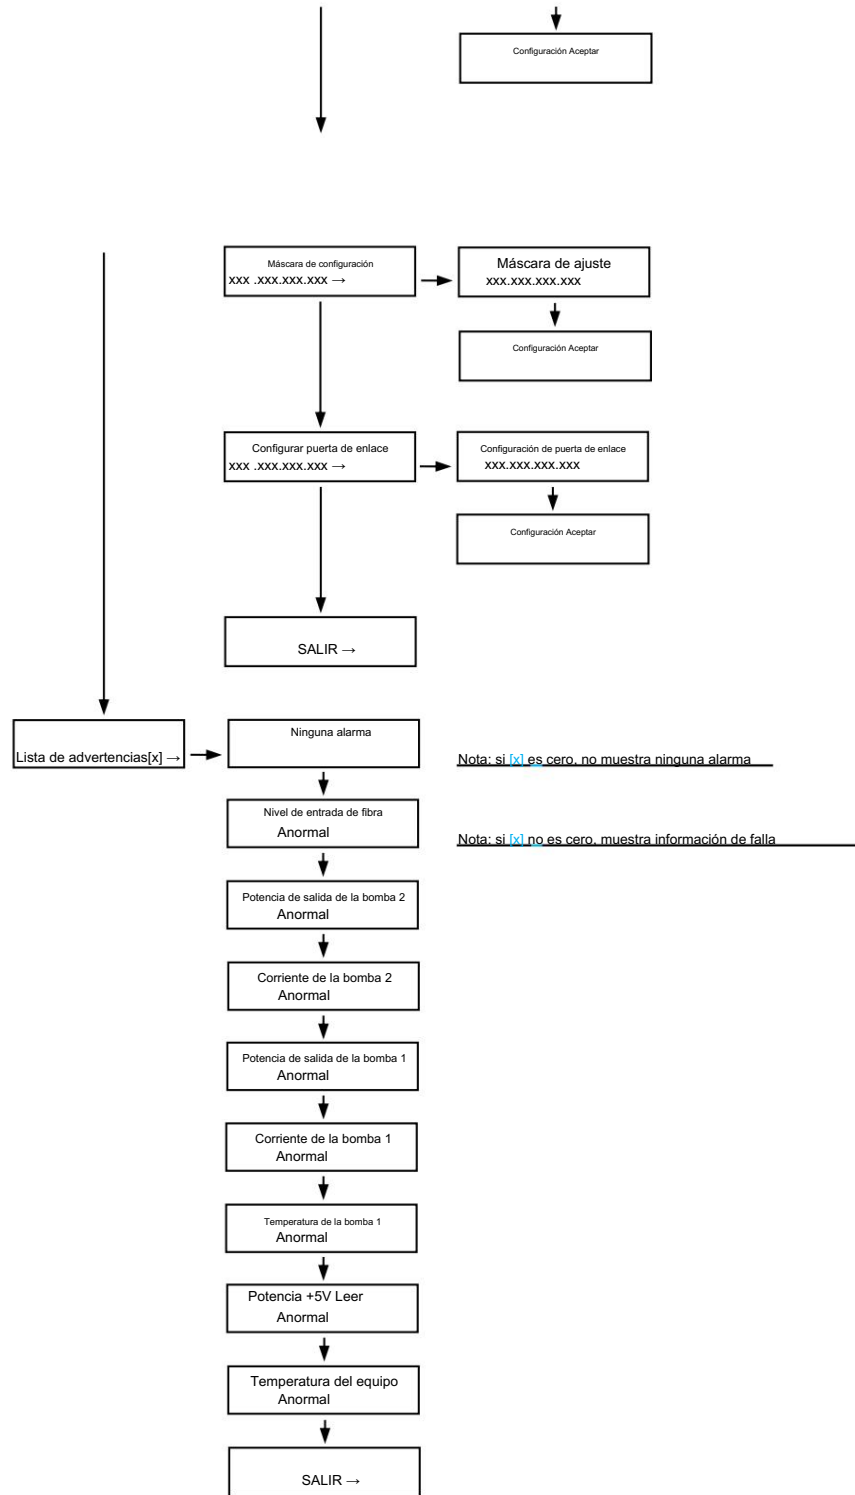 Configuración Aceptar
Máscara de configuración
xxx .xxx.xxx.xxx →
Máscara de ajuste
xxx.xxx.xxx.xxx
Configuración Aceptar
Configurar puerta de enlace
xxx .xxx.xxx.xxx →
Configuración de puerta de enlace
xxx.xxx.xxx.xxx
Configuración Aceptar
SALIR →
Lista de advertencias[x] →
Ninguna alarma
Nota: si [x] es cero, no muestra ninguna alarma
Nivel de entrada de fibra
Anormal
Nota: si [x] no es cero, muestra información de falla
Potencia de salida de la bomba 2
Anormal
Corriente de la bomba 2
Anormal
Potencia de salida de la bomba 1
Anormal
Corriente de la bomba 1
Anormal
Temperatura de la bomba 1
Anormal
Potencia +5V Leer
Anormal
Temperatura del equipo
Anormal
SALIR →